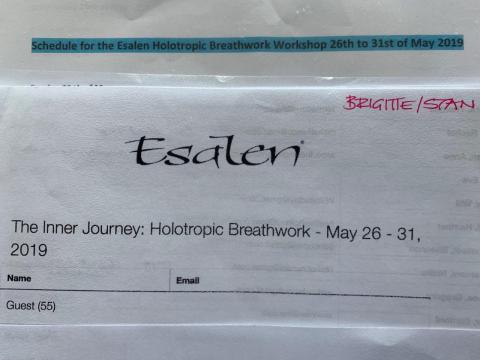 Schedule for the Esalen Holotropic Breathwork Workshop 26th to 31st of May 2019
BRIGITTE/STAN
Esalen
The Inner Journey: Holotropic Breathwork - May 26 - 31,
2019
Name Email
Guest (55)